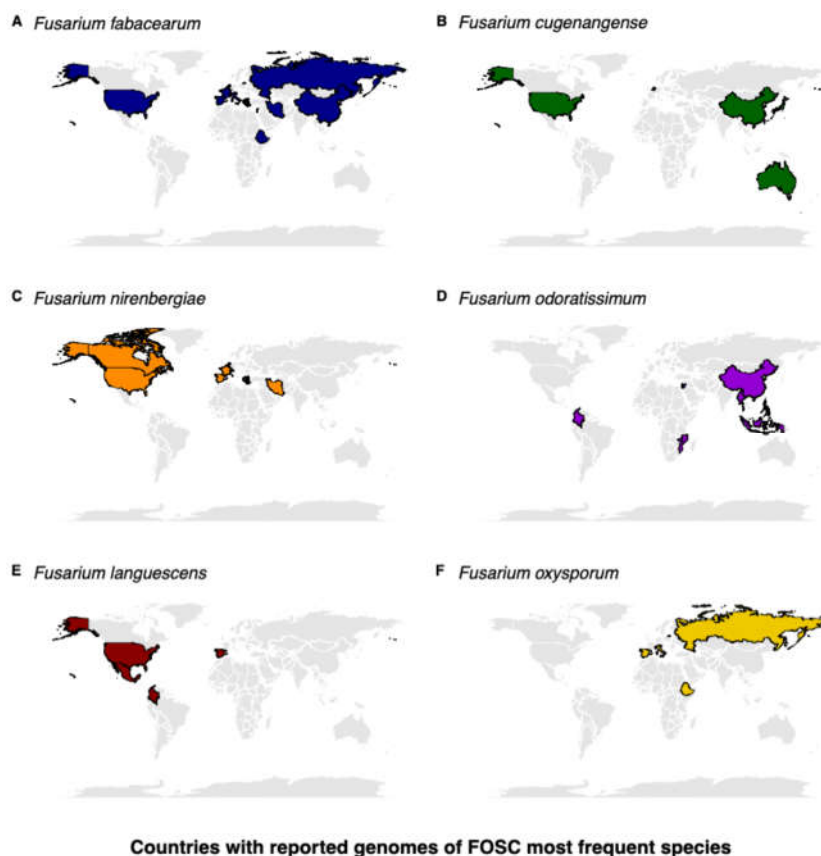 A Fusarium fabacearum
B Fusarium cugenangense
C Fusarium nirenbergiae
D Fusarium odoratissimum
E Fusarium languescens
F Fusarium oxysporum
Countries with reported genomes of FOSC most frequent species